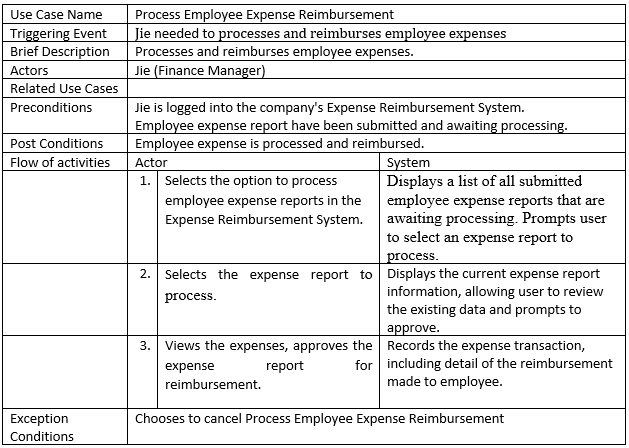 Use Case Name Process Employee Expense Reimbursement
Triggering Event Jie needed to processes and reimburses employee expenses
Brief Description Processes and reimburses employee expenses.
Actors Jie (Finance Manager)
Related Use Cases
Preconditions Jie is logged into the company's Expense Reimbursement System.
Employee expense report have been submitted and awaiting processing.
Post Conditions Employee expense is processed and reimbursed.
Flow of activities Actor System
1. Selects the option to process
employee expense reports in the
Expense Reimbursement System.
Displays a list of all submitted
employee expense reports that are
awaiting processing. Prompts user
to select an expense report to
process.
2. Selects the expense report to
process.
Displays the current expense report
information, allowing user to review
the existing data and prompts to
approve.
3. Views the expenses, approves the
expense report for
reimbursement.
Records the expense transaction,
including detail of the reimbursement
made to employee.
Exception
Conditions
Chooses to cancel Process Employee Expense Reimbursement